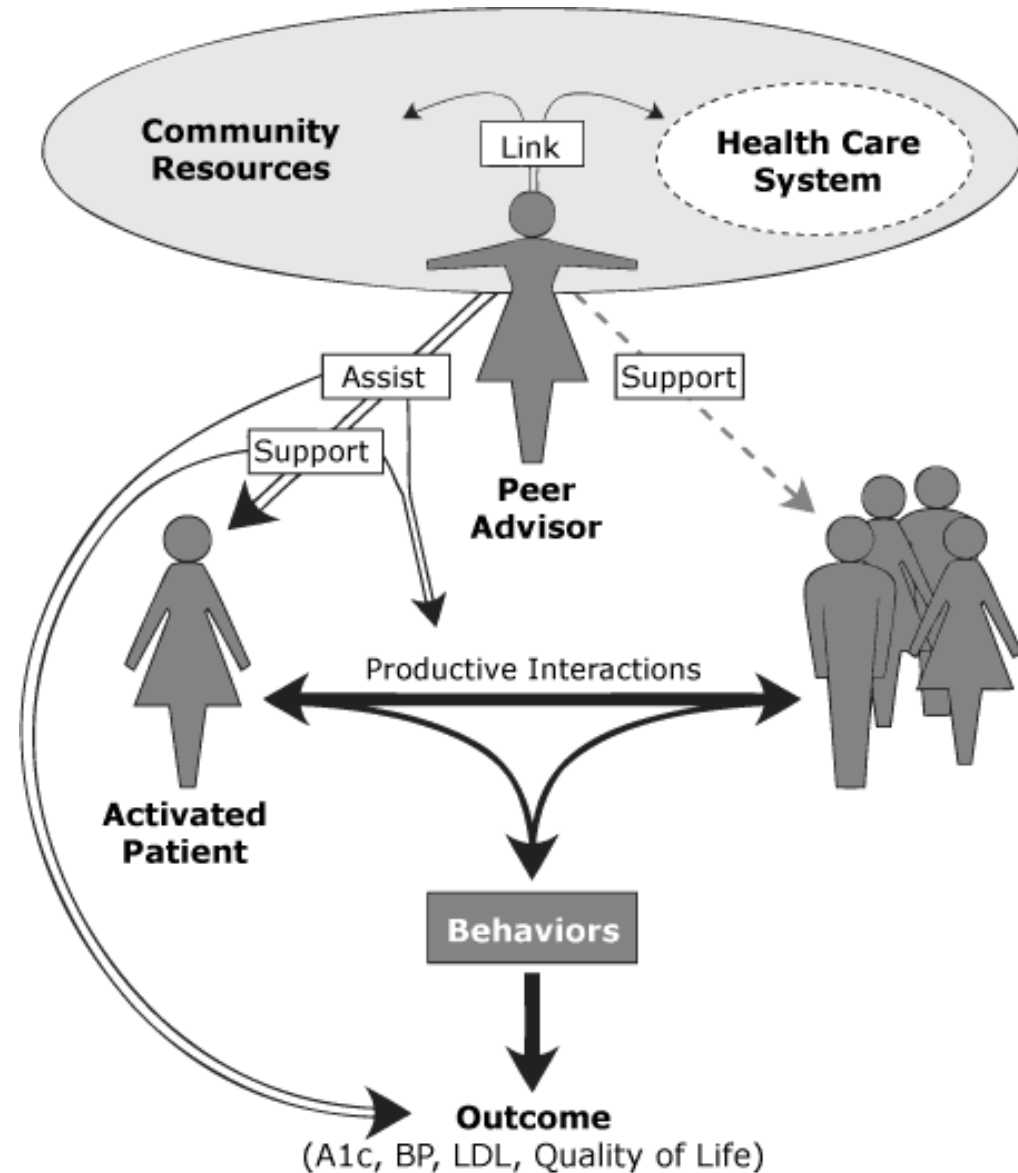 Community
Resources
Link
Health Care
System
Assist
Support
Support
Peer
Advisor
Productive Interactions
Activated
Patient
Behaviors
Outcome
(A1c, BP, LDL, Quality of Life)